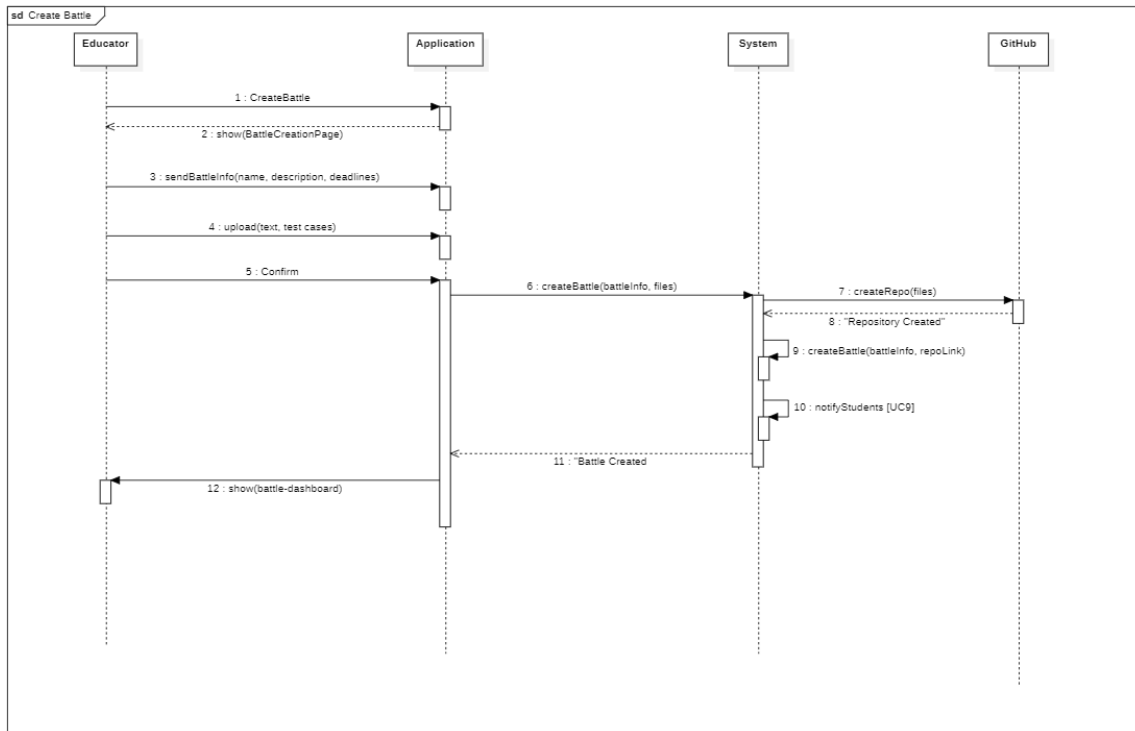 sd Create Battle
Educator
Application
System
GitHub
1 : CreateBattle
2 : show(BattleCreationPage)
3 : sendBattleInfo(name, description, deadlines)
4 : upload(text, test cases)
5 : Confirm
6 : createBattle(battleInfo, files)
7 : createRepo(files)
8 : "Repository Created"
9 : createBattle(battleInfo, repoLink)
10 : notifyStudents [UC9]
11 : "Battle Created
12 : show(battle-dashboard)